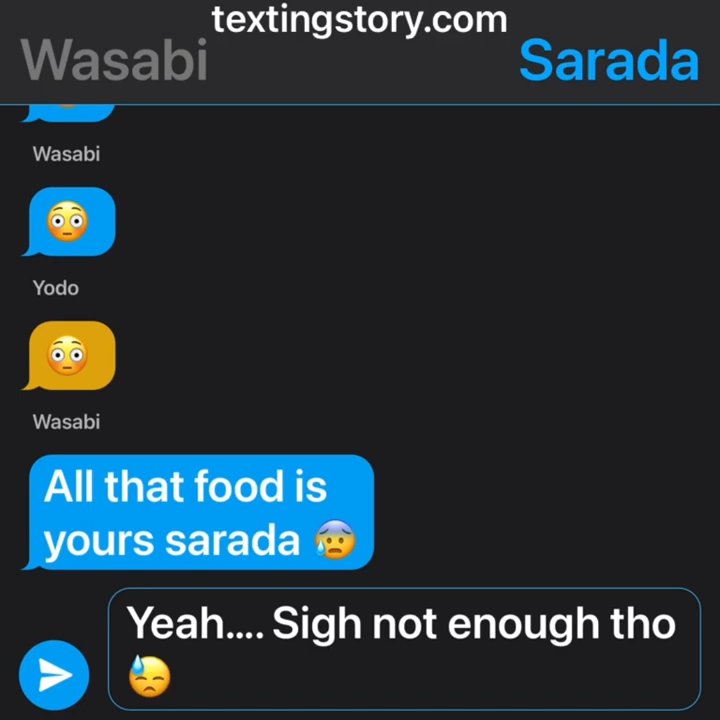 textingstory.com
Wasabi Sarada
Wasabi
😳
Yodo
😳
Wasabi
All that food is
yours sarada 😰
Yeah.... Sigh not enough tho
😓